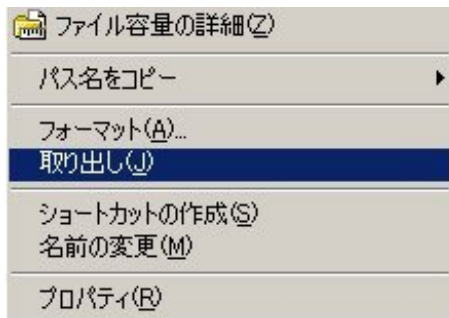 ファイル容量の詳細(Z)
パス名をコピー
フォーマット(A)...
取り出し(J)
ショートカットの作成(S)
名前の変更(M)
プロパティ(R)